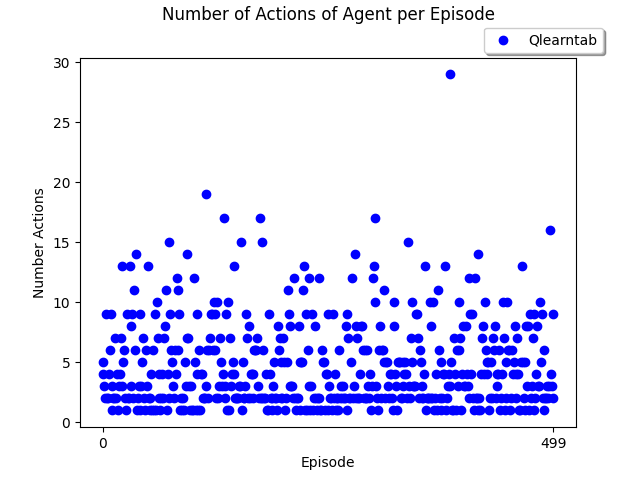 Number of Actions of Agent per Episode
Qlearntab
30
25
20
15
10
5
0
Number Actions
0 499
Episode